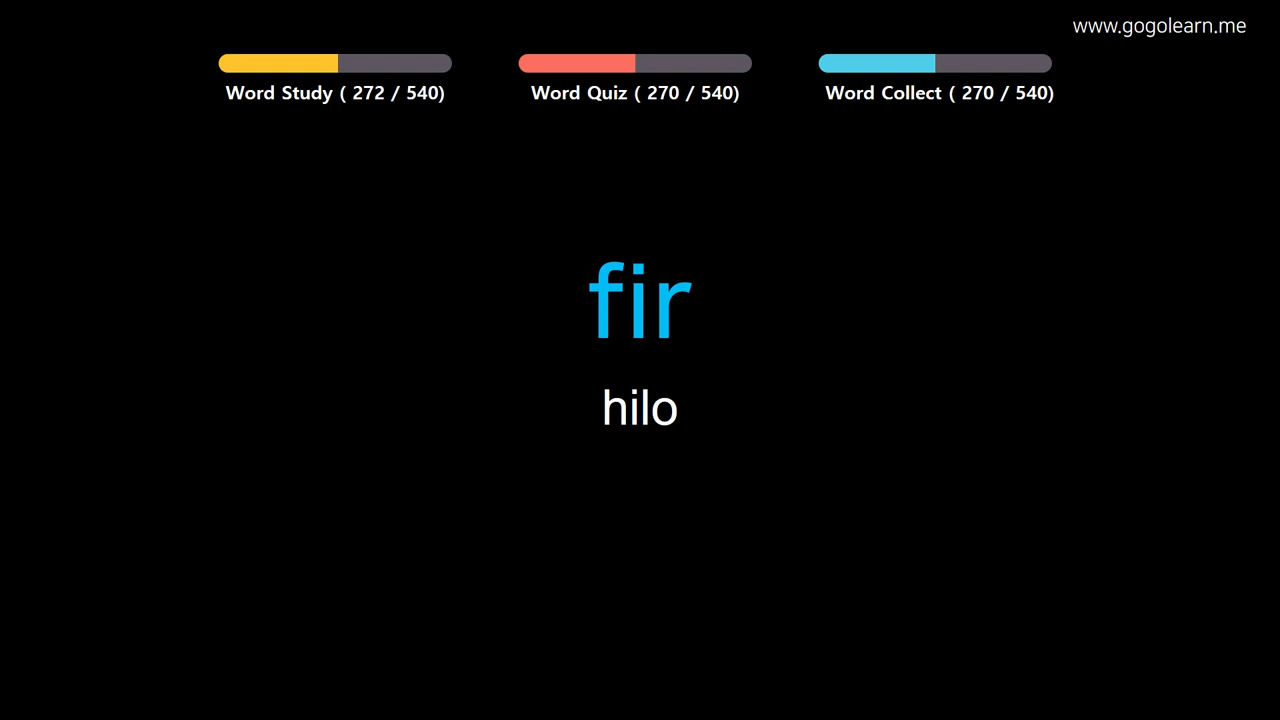 www.gogolearn.me
Word Study ( 272 / 540)
Word Quiz ( 270 / 540)
Word Collect ( 270 / 540)
fir
hilo